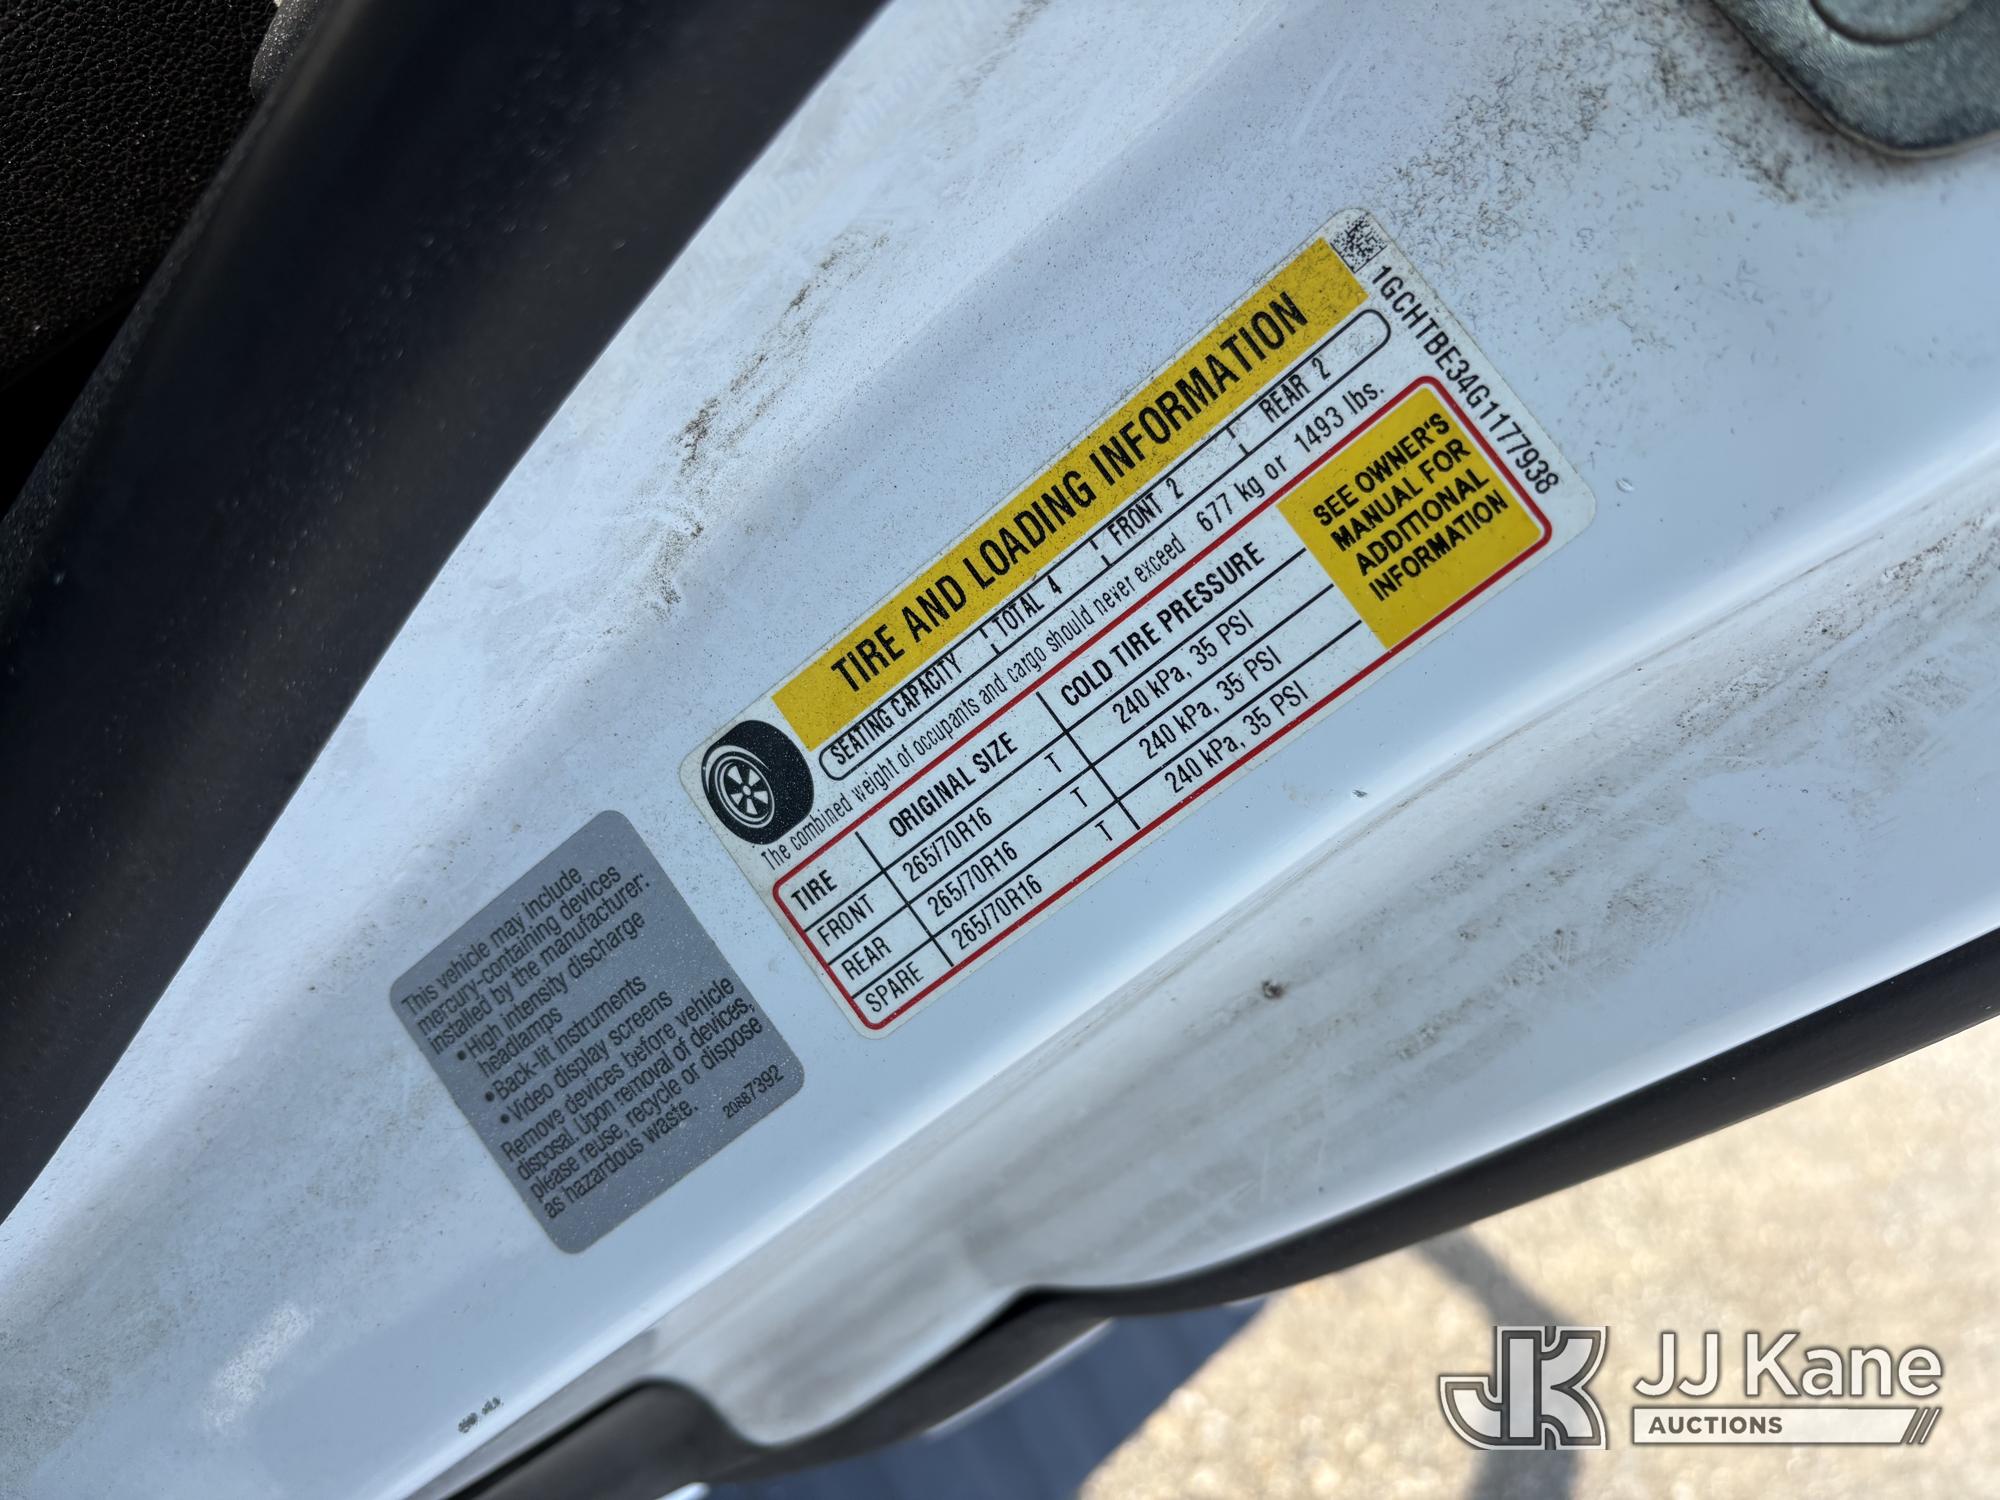 1GCHTBE34G1177938
TIRE AND LOADING INFORMATION
SEATING CAPACITY TOTAL 4 FRONT 2 REAR 2
The combined weight of occupants and cargo should never exceed 677 kg or 1493 lbs.
TIRE ORIGINAL SIZE COLD TIRE PRESSURE
FRONT 265/70R16 T 240 kPa, 35 PSI
REAR 265/70R16 T 240 kPa, 35 PSI
SPARE 265/70R16 T 240 kPa, 35 PSI
SEE OWNER'S
MANUAL FOR
ADDITIONAL
INFORMATION
This vehicle may include
mercury-containing devices
installed by the manufacturer:
• High intensity discharge
headlamps
• Back-lit instruments
• Video display screens
Remove devices before vehicle
disposal. Upon removal of devices,
please reuse, recycle or dispose
as hazardous waste.
20887392
JK JJ Kane
AUCTIONS